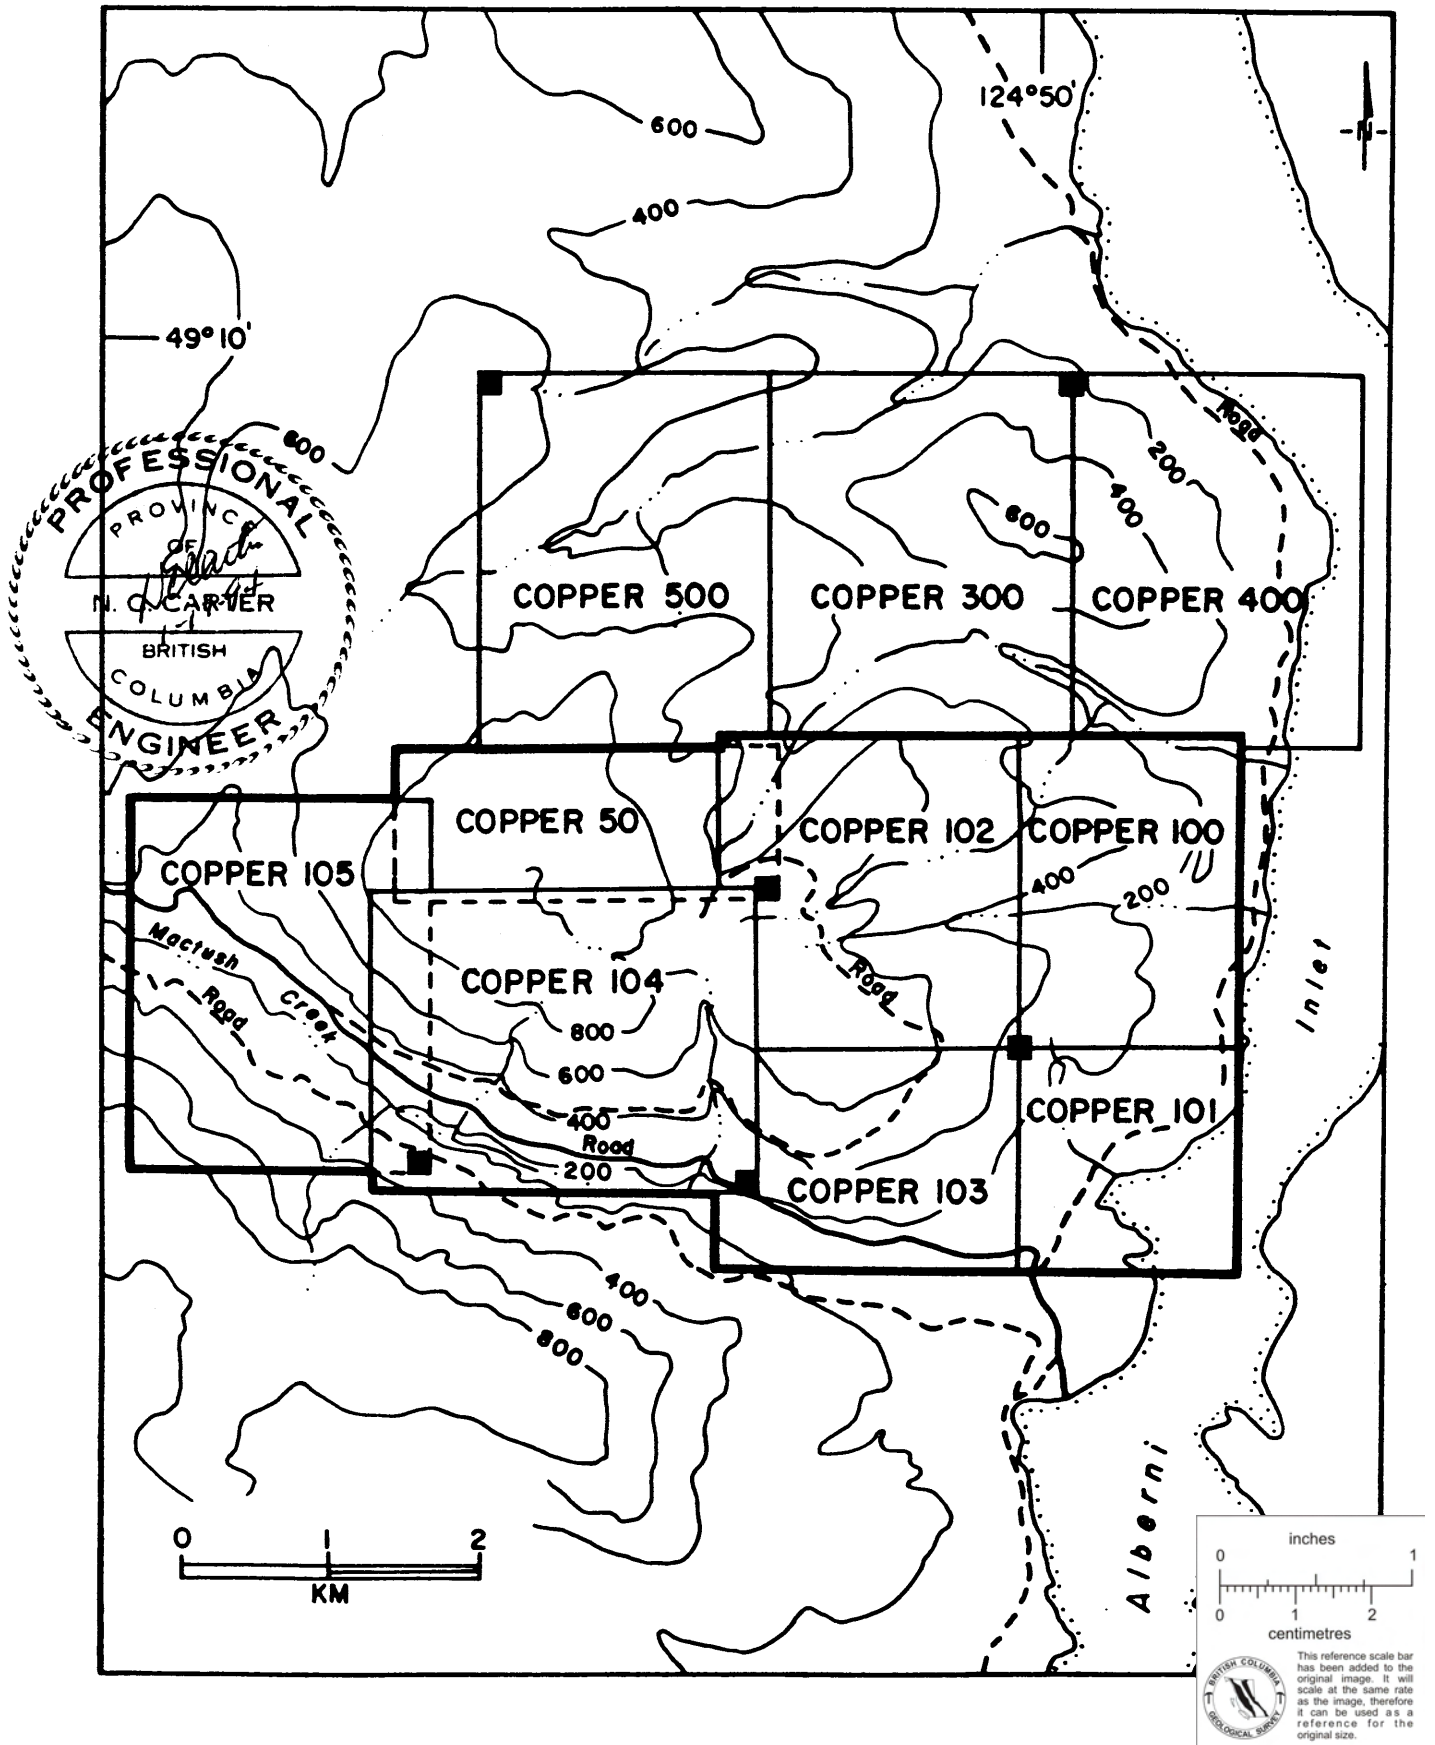 124°50'
N
600
400
49°10'
Road
200
400
600
800
PROFESSIONAL
PROVINCE
OF
N. C. CARTER
BRITISH
COLUMBIA
ENGINEER
COPPER 500
COPPER 300
COPPER 400
COPPER 50
COPPER 102
COPPER 100
COPPER 105
400
200
Mactush
Creek
Road
COPPER 104
Road
Inlet
800
600
400
Road
200
COPPER 101
COPPER 103
400
600
800
Alberni
0 1 2
KM
inches
0 1
0 1 2
centimetres
This reference scale bar
has been added to the
original image. It will
scale at the same rate
as the image, therefore
it can be used as a
reference for the
original size.
BRITISH COLUMBIA
GEOLOGICAL SURVEY